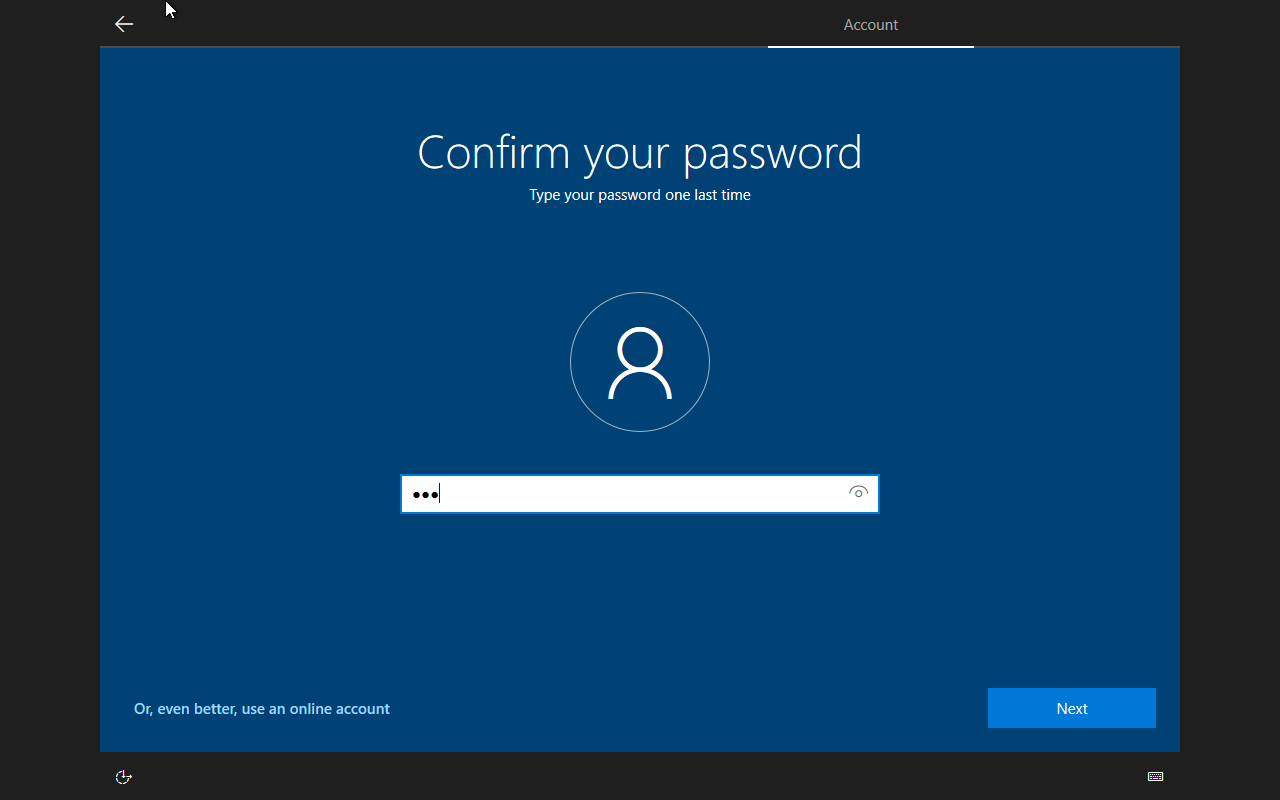 Account
Confirm your password
Type your password one last time
•••
Or, even better, use an online account
Next